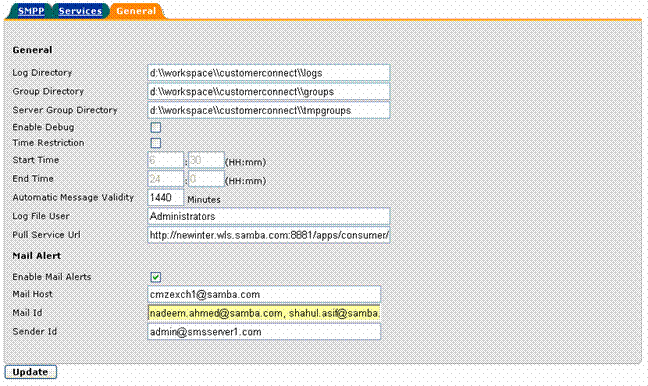 SMPP Services General
General
Log Directory d:\\workspace\\customerconnect\\logs
Group Directory d:\\workspace\\customerconnect\\groups
Server Group Directory d:\\workspace\\customerconnect\\tmpgroups
Enable Debug
Time Restriction
Start Time 6 : 30 (HH:mm)
End Time 24 : 0 (HH:mm)
Automatic Message Validity 1440 Minutes
Log File User Administrators
Pull Service Url http://newinter.wls.samba.com:8881/apps/consumer/
Mail Alert
Enable Mail Alerts
Mail Host cmzexch1@samba.com
Mail Id nadeem.ahmed@samba.com, shahul.asif@samba.
Sender Id admin@smsserver1.com
Update